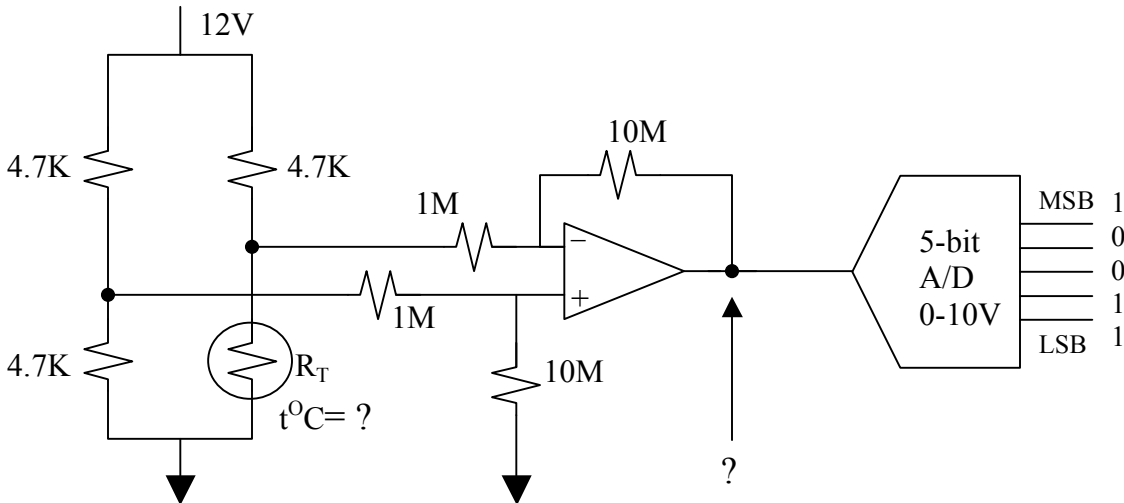 12V
4.7K
4.7K
10M
1M
−
+
1M
4.7K
R_T
t°C= ?
10M
?
5-bit
A/D
0-10V
MSB 1
0
0
1
LSB 1